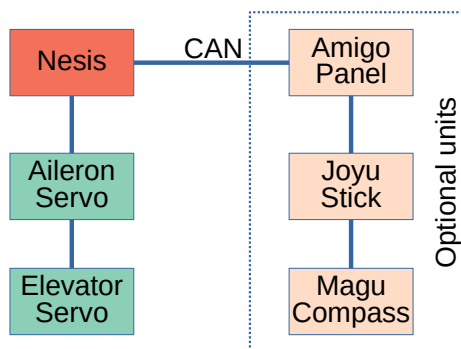 Nesis
CAN
Amigo
Panel
Aileron
Servo
Joyu
Stick
Elevator
Servo
Magu
Compass
Optional units